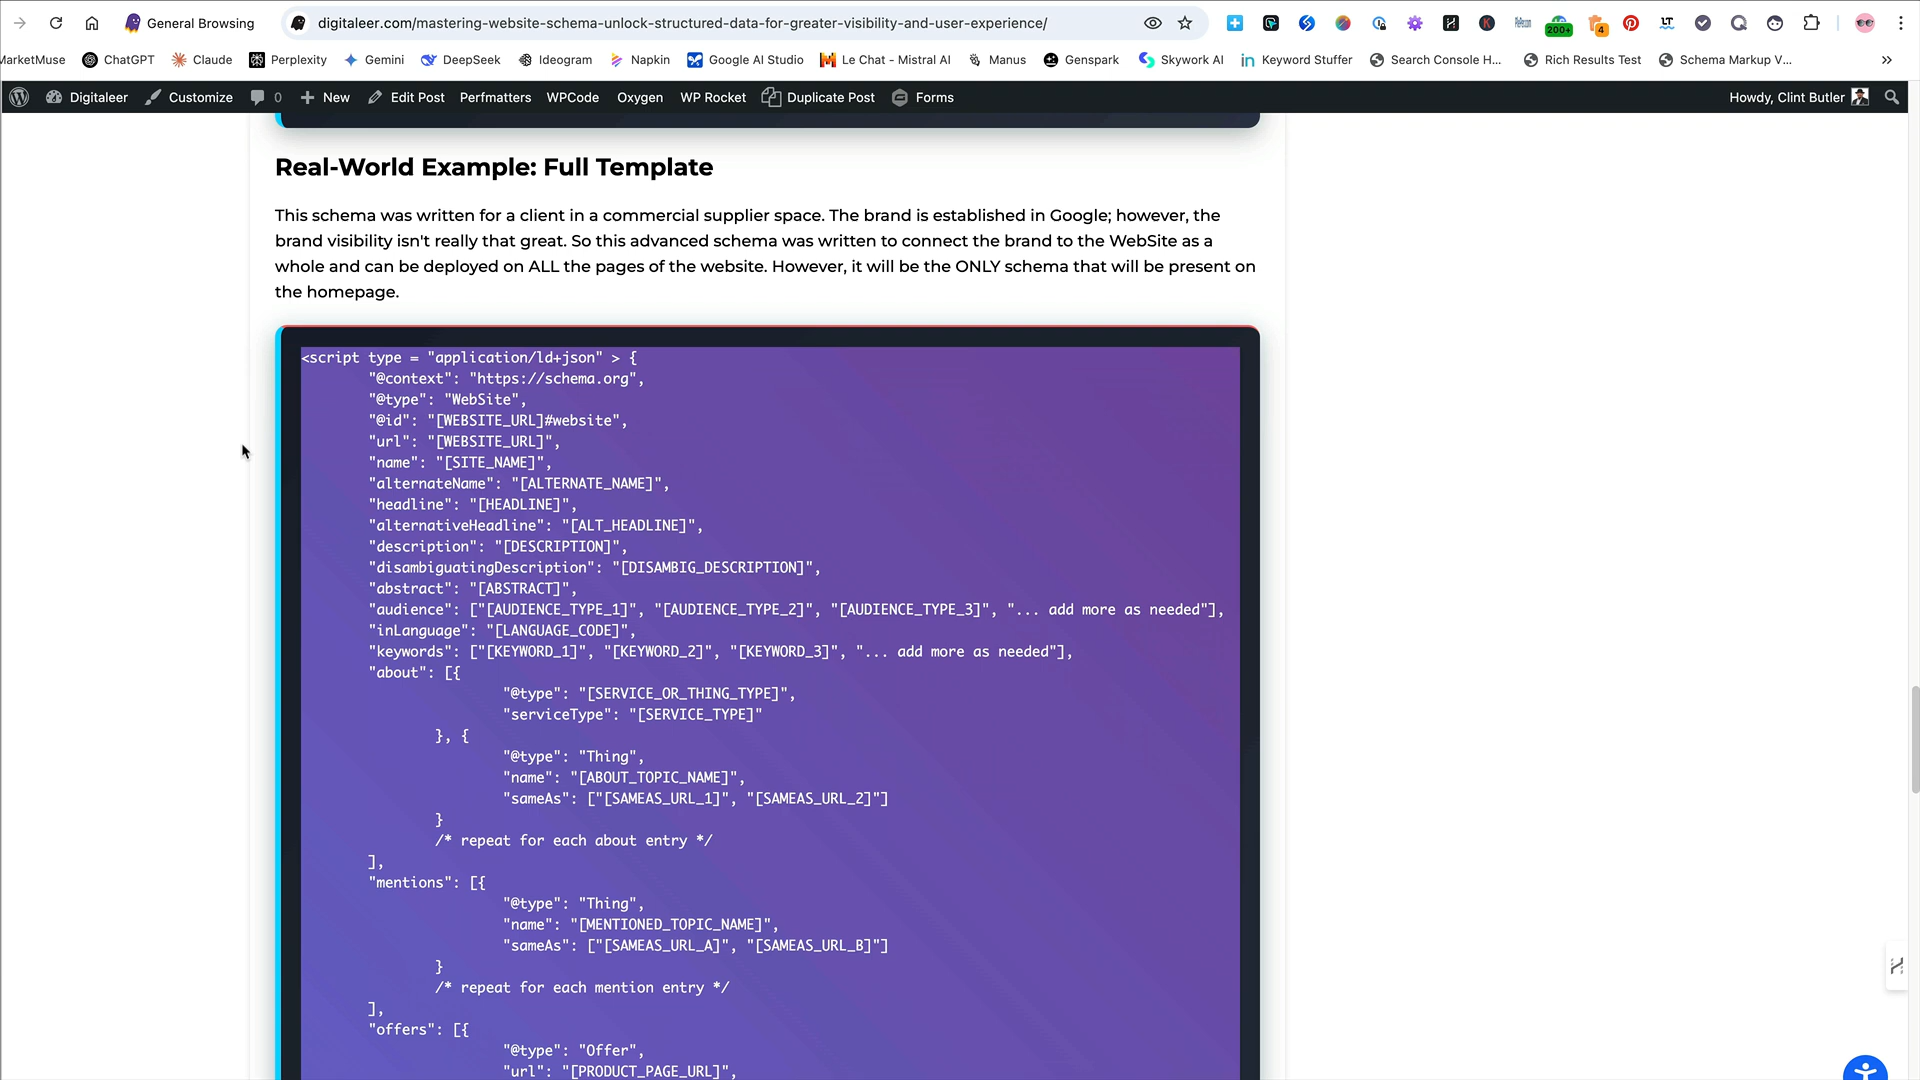 General Browsing
digitaleer.com/mastering-website-schema-unlock-structured-data-for-greater-visibility-and-user-experience/
200+
4
MarketMuse ChatGPT Claude Perplexity Gemini DeepSeek Ideogram Napkin Google AI Studio Le Chat - Mistral AI Manus Genspark Skywork AI Keyword Stuffer Search Console H... Rich Results Test Schema Markup V...
Digitaleer Customize 0 New Edit Post Perfmatters WPCode Oxygen WP Rocket Duplicate Post Forms Howdy, Clint Butler
Real-World Example: Full Template
This schema was written for a client in a commercial supplier space. The brand is established in Google; however, the
brand visibility isn't really that great. So this advanced schema was written to connect the brand to the WebSite as a
whole and can be deployed on ALL the pages of the website. However, it will be the ONLY schema that will be present on
the homepage.
<script type = "application/ld+json" > {
"@context": "https://schema.org",
"@type": "WebSite",
"@id": "[WEBSITE_URL]#website",
"url": "[WEBSITE_URL]",
"name": "[SITE_NAME]",
"alternateName": "[ALTERNATE_NAME]",
"headline": "[HEADLINE]",
"alternativeHeadline": "[ALT_HEADLINE]",
"description": "[DESCRIPTION]",
"disambiguatingDescription": "[DISAMBIG_DESCRIPTION]",
"abstract": "[ABSTRACT]",
"audience": ["[AUDIENCE_TYPE_1]", "[AUDIENCE_TYPE_2]", "[AUDIENCE_TYPE_3]", "... add more as needed"],
"inLanguage": "[LANGUAGE_CODE]",
"keywords": ["[KEYWORD_1]", "[KEYWORD_2]", "[KEYWORD_3]", "... add more as needed"],
"about": [{
"@type": "[SERVICE_OR_THING_TYPE]",
"serviceType": "[SERVICE_TYPE]"
}, {
"@type": "Thing",
"name": "[ABOUT_TOPIC_NAME]",
"sameAs": ["[SAMEAS_URL_1]", "[SAMEAS_URL_2]"]
}
/* repeat for each about entry */
],
"mentions": [{
"@type": "Thing",
"name": "[MENTIONED_TOPIC_NAME]",
"sameAs": ["[SAMEAS_URL_A]", "[SAMEAS_URL_B]"]
}
/* repeat for each mention entry */
],
"offers": [{
"@type": "Offer",
"url": "[PRODUCT_PAGE_URL]",